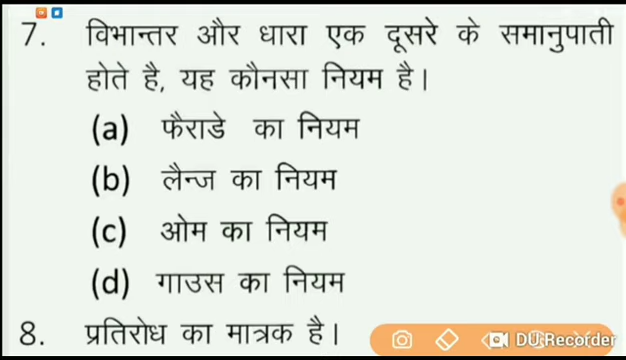 7. विभान्तर और धारा एक दूसरे के समानुपाती
होते है, यह कौनसा नियम है।
(a) फैराडे का नियम
(b) लैन्ज का नियम
(c) ओम का नियम
(d) गाउस का नियम
8. प्रतिरोध का मात्रक है।
DU Recorder